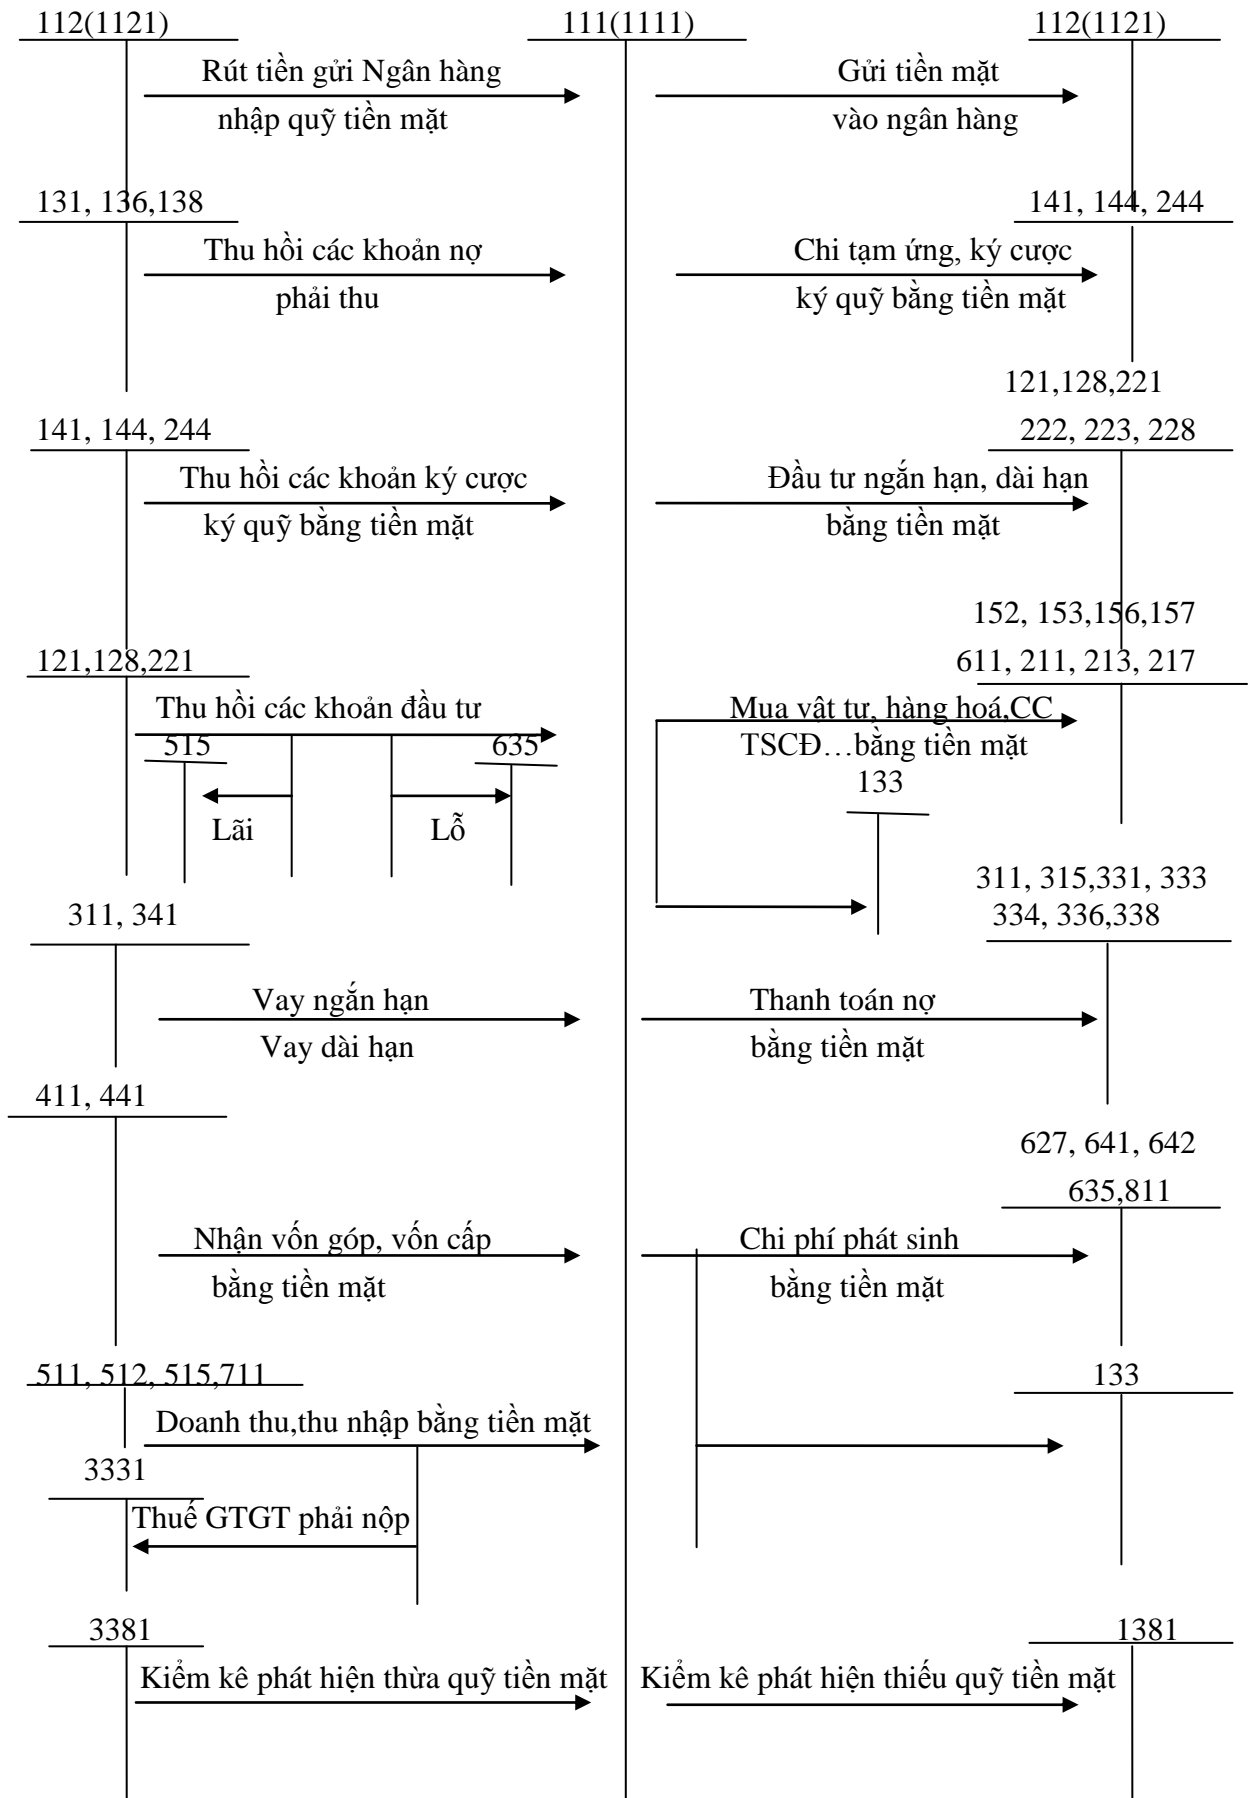 112(1121) 111(1111) 112(1121)
Rút tiền gửi Ngân hàng Gửi tiền mặt
nhập quỹ tiền mặt vào ngân hàng
131, 136,138 141, 144, 244
Thu hồi các khoản nợ Chi tạm ứng, ký cược
phải thu ký quỹ bằng tiền mặt
121,128,221
141, 144, 244 222, 223, 228
Thu hồi các khoản ký cược Đầu tư ngắn hạn, dài hạn
ký quỹ bằng tiền mặt bằng tiền mặt
152, 153,156,157
121,128,221 611, 211, 213, 217
Thu hồi các khoản đầu tư Mua vật tư, hàng hoá,CC
515 635 TSCĐ…bằng tiền mặt
133
Lãi Lỗ
311, 315,331, 333
311, 341 334, 336,338
Vay ngắn hạn Thanh toán nợ
Vay dài hạn bằng tiền mặt
411, 441
627, 641, 642
635,811
Nhận vốn góp, vốn cấp Chi phí phát sinh
bằng tiền mặt bằng tiền mặt
511, 512, 515,711 133
Doanh thu,thu nhập bằng tiền mặt
3331
Thuế GTGT phải nộp
3381 1381
Kiểm kê phát hiện thừa quỹ tiền mặt Kiểm kê phát hiện thiếu quỹ tiền mặt